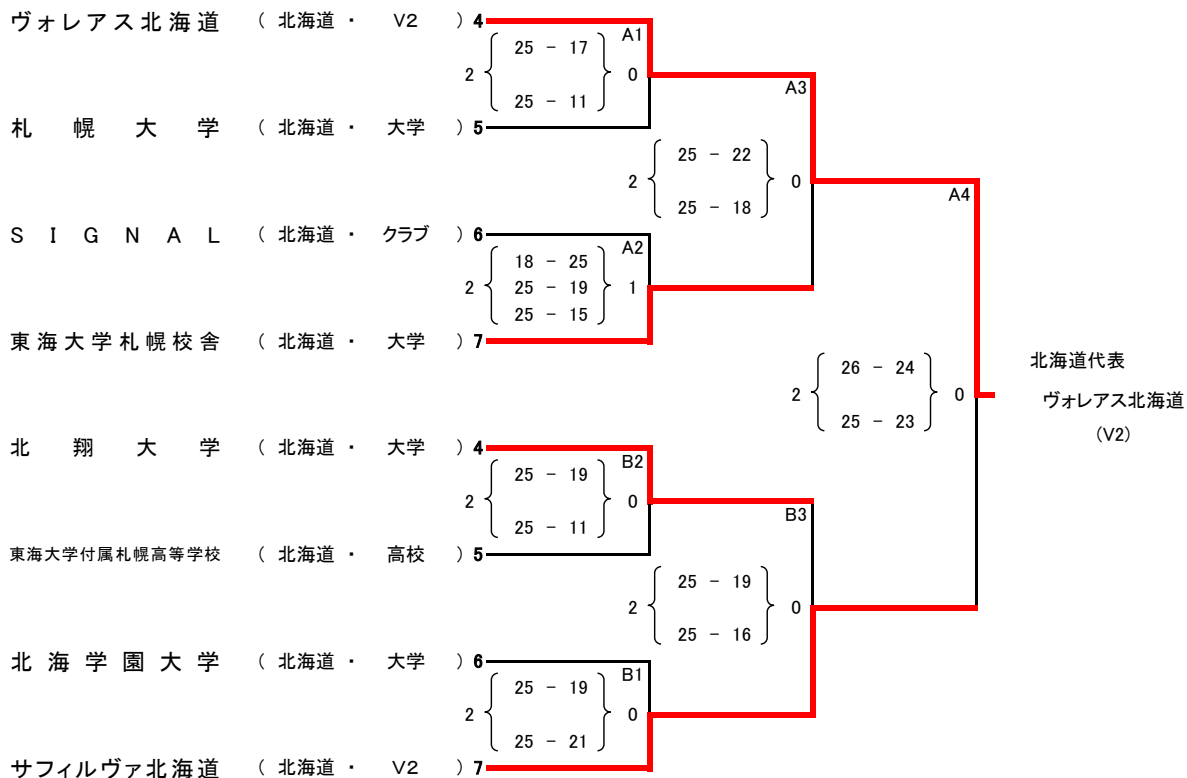 ヴォレアス北海道 ( 北海道 ・ V2 ) 4
A1
25 - 17
2 0
25 - 11
札幌大学 ( 北海道 ・ 大学 ) 5
A3
25 - 22
2 0
25 - 18
SIGNAL ( 北海道 ・ クラブ ) 6
A2
18 - 25
2 25 - 19 1
25 - 15
東海大学札幌校舎 ( 北海道 ・ 大学 ) 7
A4
26 - 24
2 0
25 - 23
北海道代表
ヴォレアス北海道
(V2)
北翔大学 ( 北海道 ・ 大学 ) 4
B2
25 - 19
2 0
25 - 11
東海大学付属札幌高等学校 ( 北海道 ・ 高校 ) 5
B3
25 - 19
2 0
25 - 16
北海学園大学 ( 北海道 ・ 大学 ) 6
B1
25 - 19
2 0
25 - 21
サフィルヴァ北海道 ( 北海道 ・ V2 ) 7